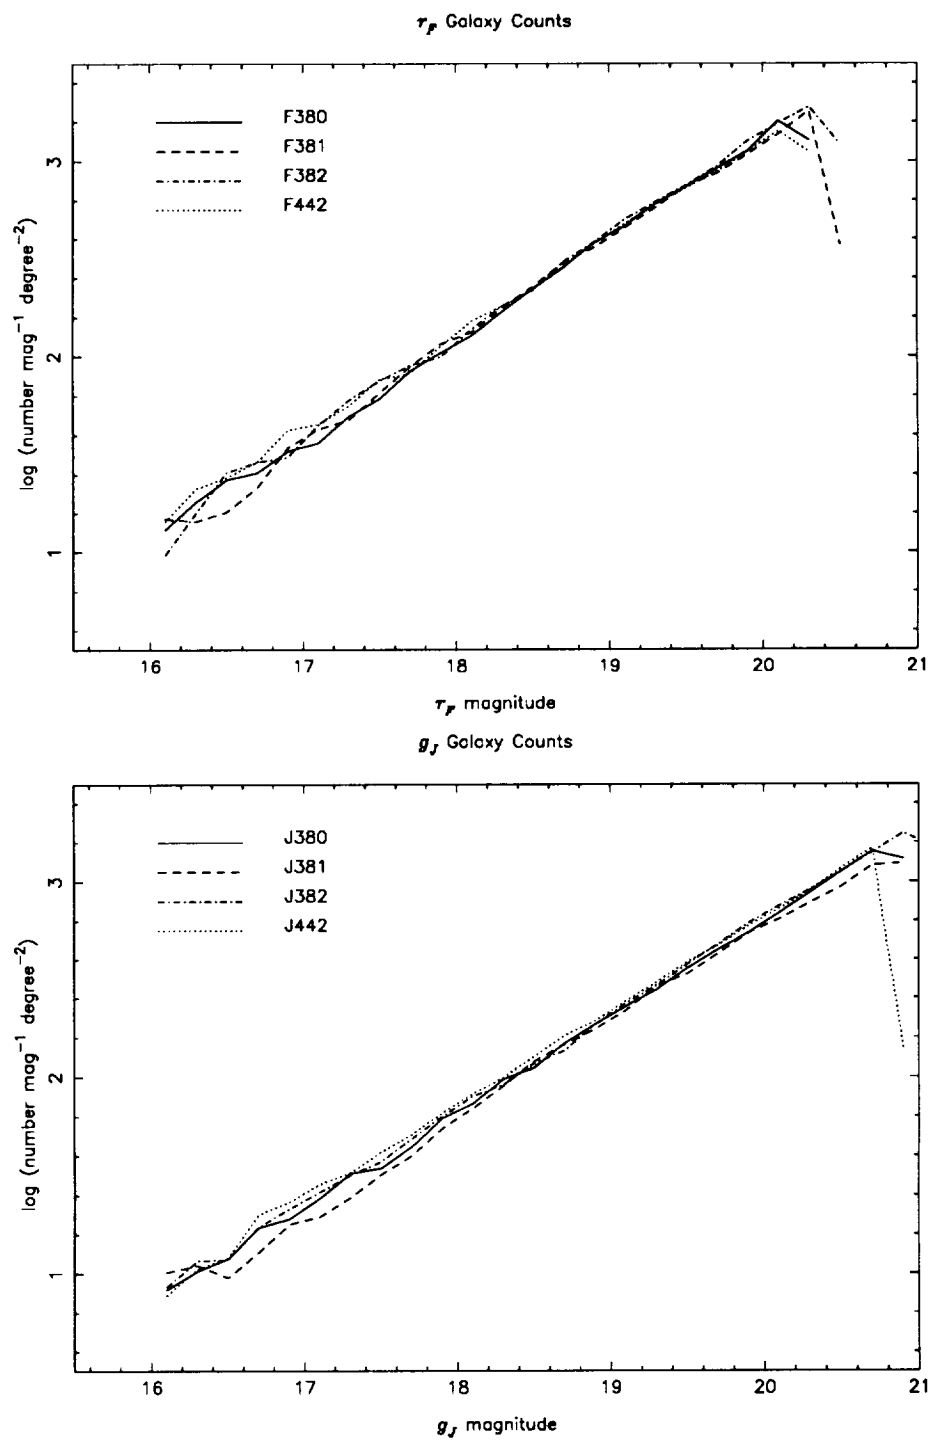 r_F Galaxy Counts
F380
F381
F382
F442
3
2
1
log (number mag⁻¹ degree⁻²)
16 17 18 19 20 21
r_F magnitude
g_J Galaxy Counts
J380
J381
J382
J442
3
2
1
log (number mag⁻¹ degree⁻²)
16 17 18 19 20 21
g_J magnitude